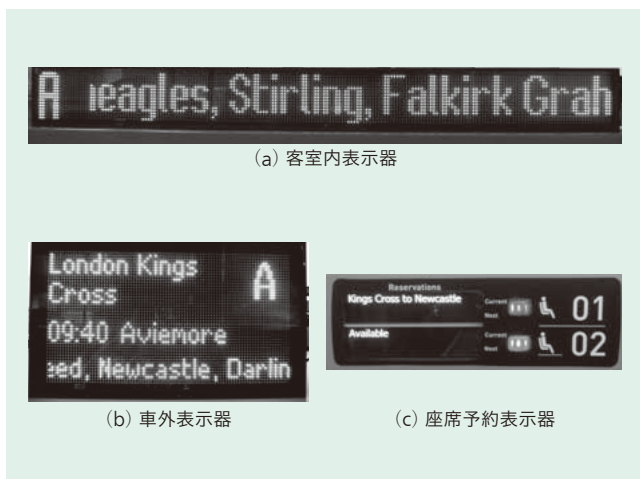 A ıeagles, Stirling, Falkirk Grah
(a) 客室内表示器
London Kings
Cross
A
09:40 Aviemore
eed, Newcastle, Darlin
(b) 車外表示器
Reservations
Kings Cross to Newcastle
Current
Next
01
Available
Current
Next
02
(c) 座席予約表示器